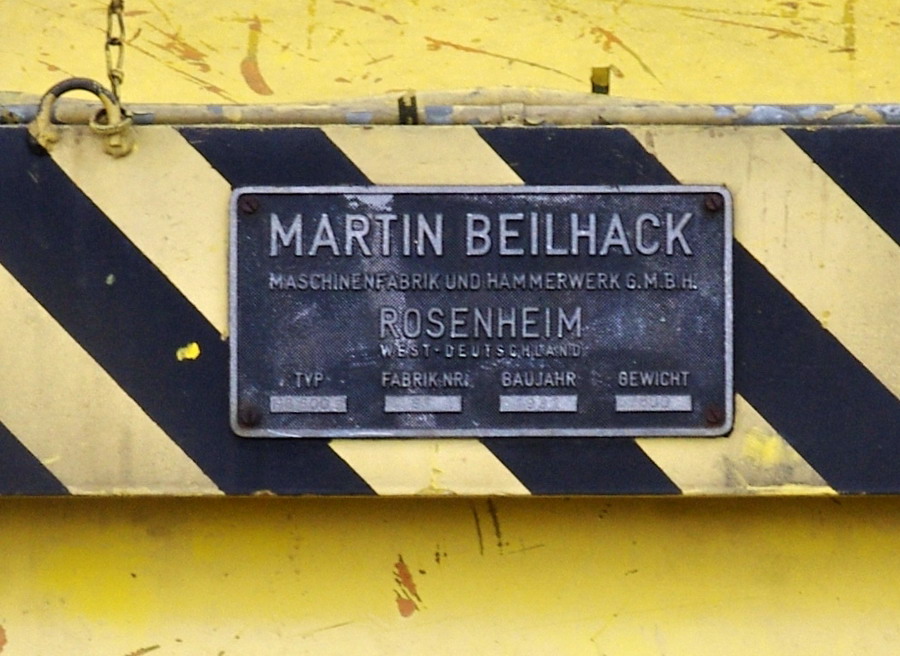 MARTIN BEILHACK
MASCHINENFABRIK UND HAMMERWERK G.M.B.H.
ROSENHEIM
WEST-DEUTSCHLAND
TYP FABRIK NR. BAUJAHR GEWICHT